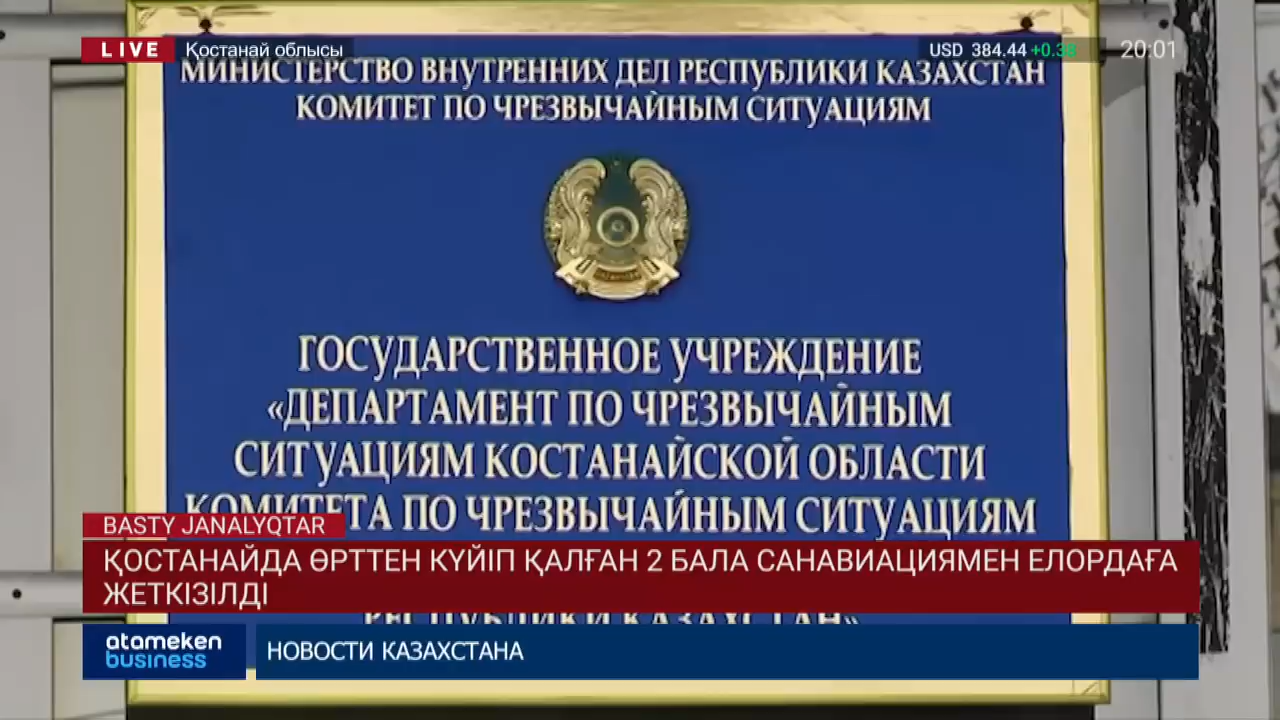 LIVE
Қостанай облысы
USD 384.44 +0.38
20:01
МИНИСТЕРСТВО ВНУТРЕННИХ ДЕЛ РЕСПУБЛИКИ КАЗАХСТАН
КОМИТЕТ ПО ЧРЕЗВЫЧАЙНЫМ СИТУАЦИЯМ
ГОСУДАРСТВЕННОЕ УЧРЕЖДЕНИЕ
«ДЕПАРТАМЕНТ ПО ЧРЕЗВЫЧАЙНЫМ
СИТУАЦИЯМ КОСТАНАЙСКОЙ ОБЛАСТИ
КОМИТЕТА ПО ЧРЕЗВЫЧАЙНЫМ СИТУАЦИЯМ
BASTY JANALYQTAR
ҚОСТАНАЙДА ӨРТТЕН КҮЙІП ҚАЛҒАН 2 БАЛА САНАВИАЦИЯМЕН ЕЛОРДАҒА
ЖЕТКІЗІЛДІ
РЕСПУБЛИКИ КАЗАХСТАН»
atameken
business
НОВОСТИ КАЗАХСТАНА